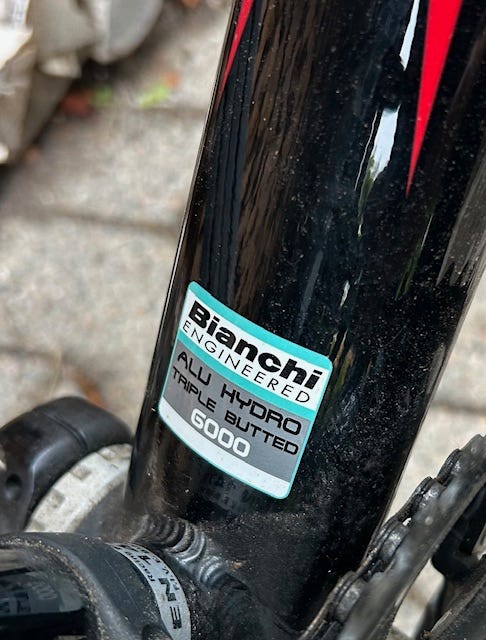 Bianchi
ENGINEERED
ALU HYDRO
TRIPLE BUTTED
6000